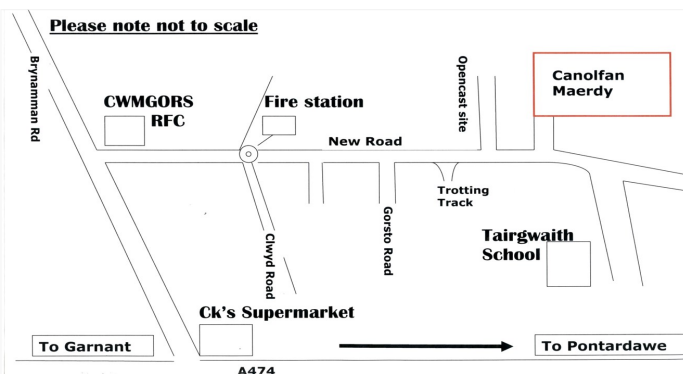 Please note not to scale
Brynamman Rd
CWMGORS
RFC
Fire station
New Road
Opencast site
Canolfan
Maerdy
Trotting
Track
Clwyd Road
Gorsto Road
Tairgwaith
School
Ck's Supermarket
To Garnant
To Pontardawe
A474